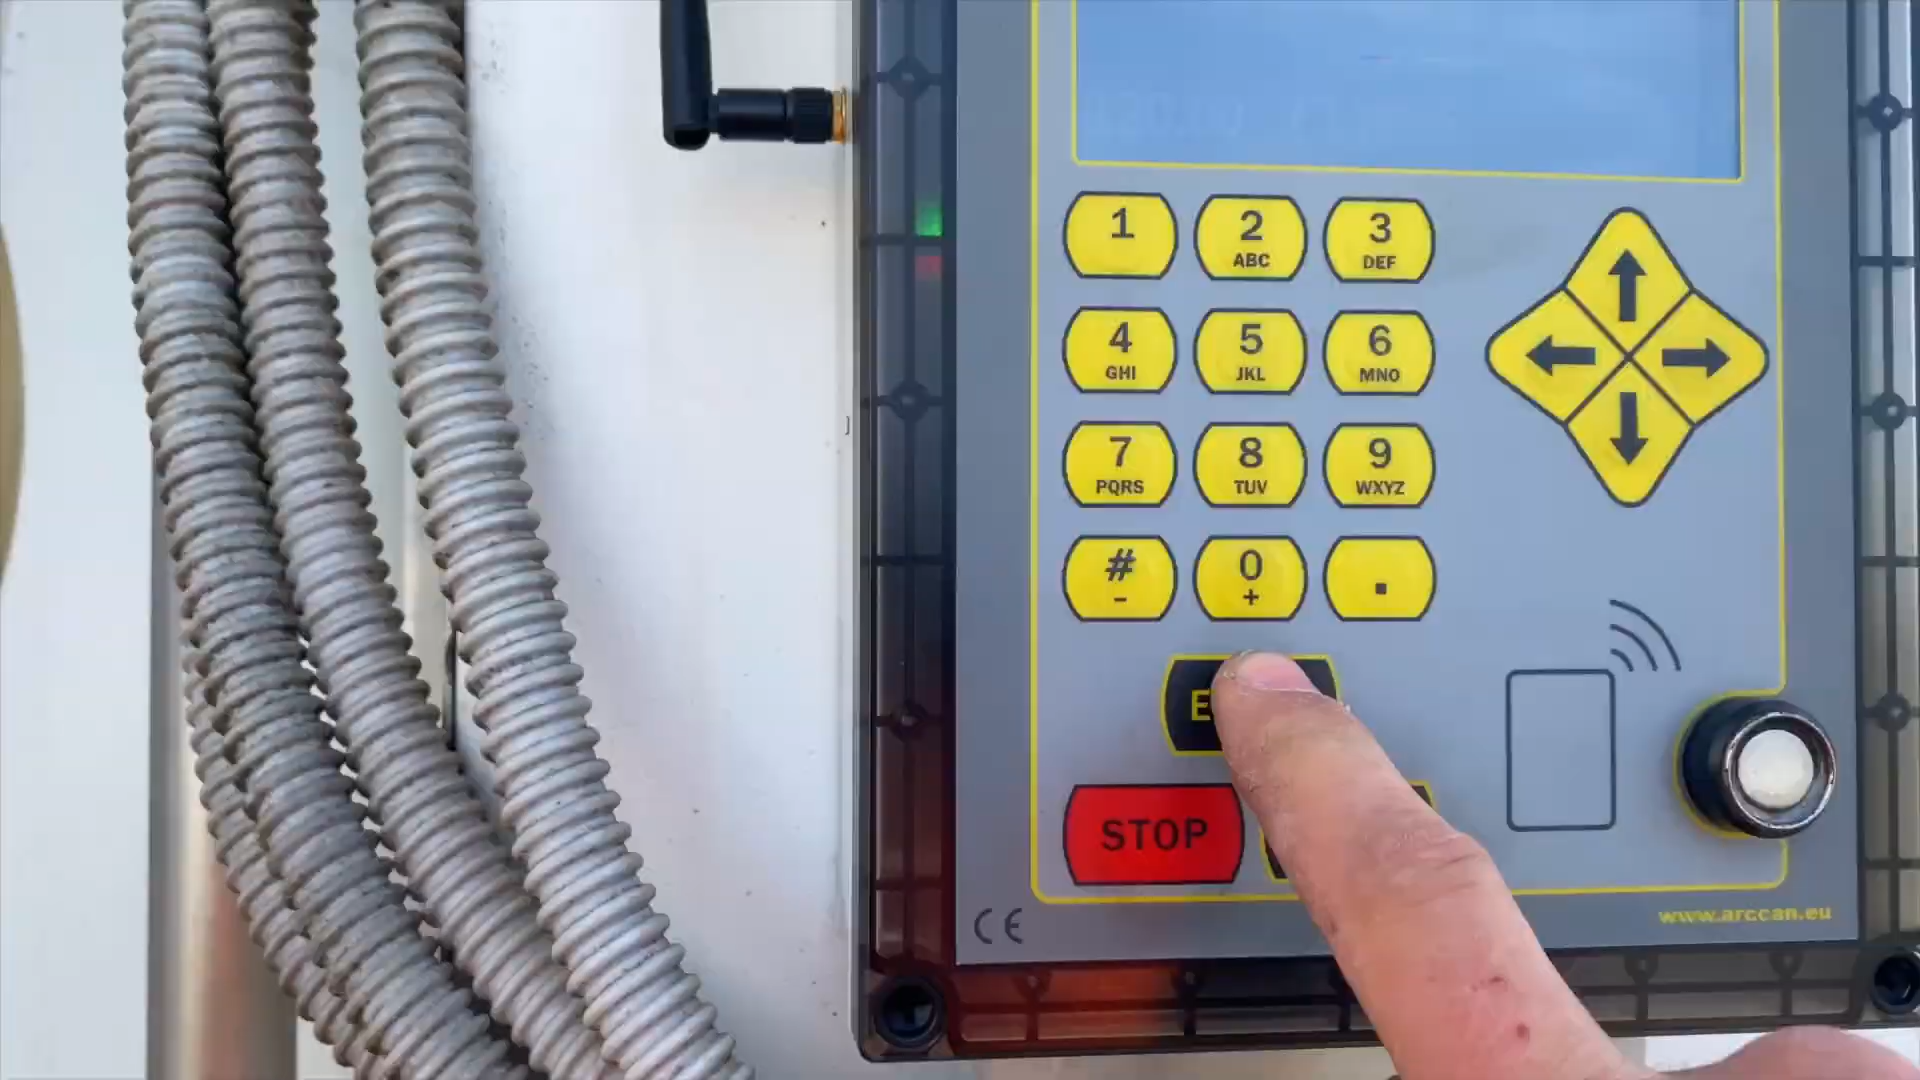 1 2 3
ABC DEF
4 5 6
GHI JKL MNO
7 8 9
PQRS TUV WXYZ
# 0 .
- +
STOP
CE
www.arccan.eu